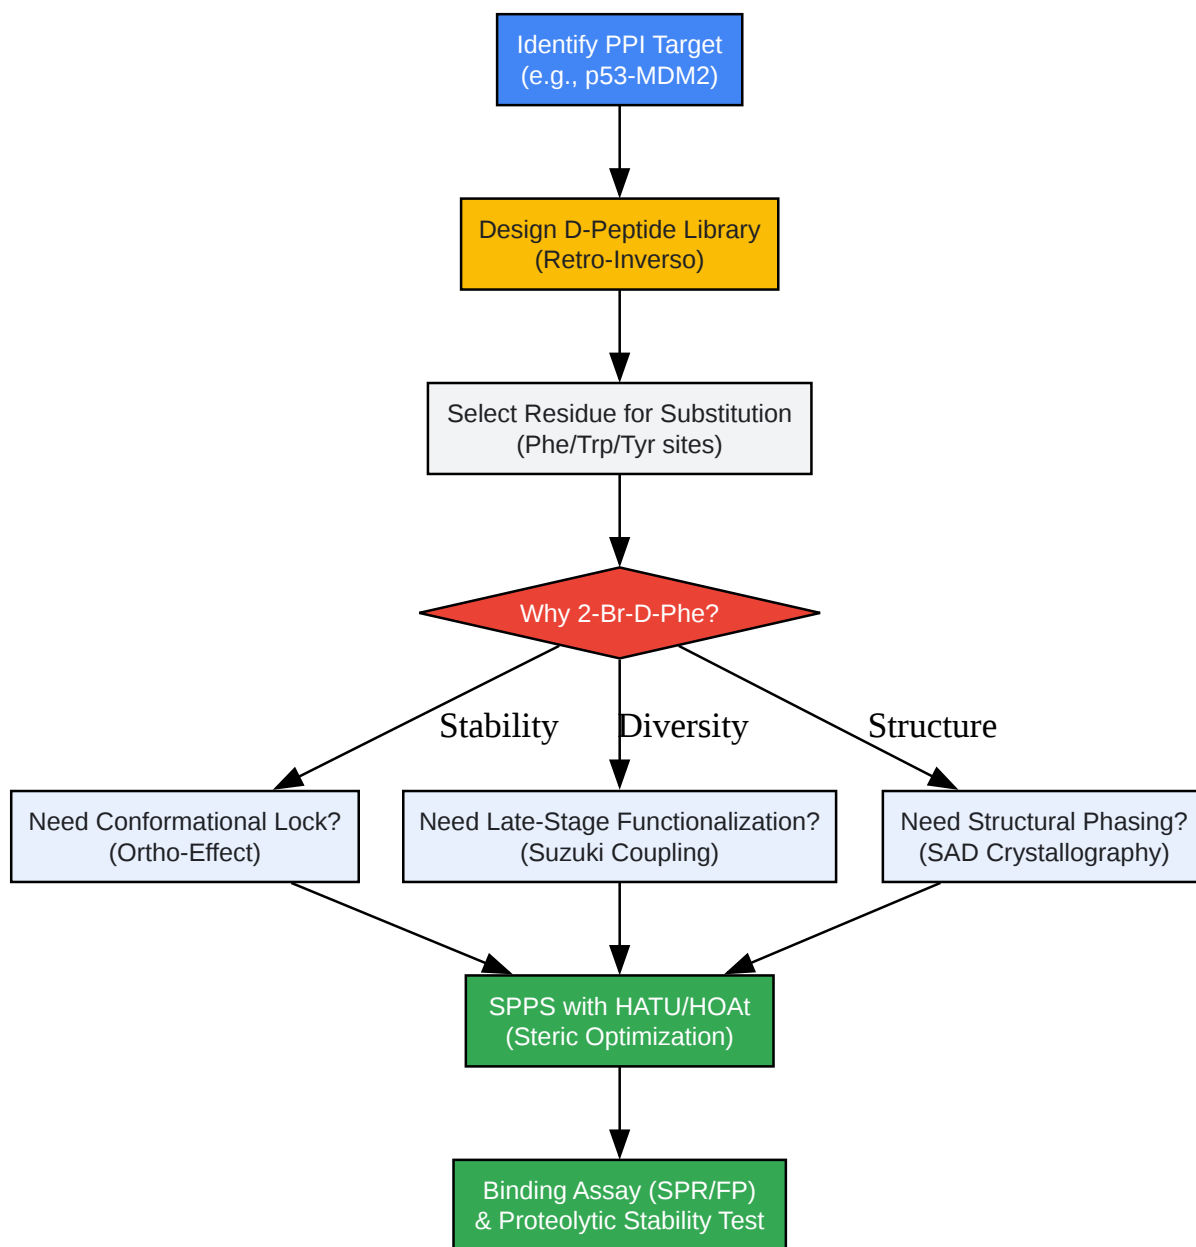 Identify PPI Target
(e.g., p53-MDM2)
Design D-Peptide Library
(Retro-Inverso)
Select Residue for Substitution
(Phe/Trp/Tyr sites)
Why 2-Br-D-Phe?
Stability
Diversity
Structure
Need Conformational Lock?
(Ortho-Effect)
Need Late-Stage Functionalization?
(Suzuki Coupling)
Need Structural Phasing?
(SAD Crystallography)
SPPS with HATU/HOAt
(Steric Optimization)
Binding Assay (SPR/FP)
& Proteolytic Stability Test